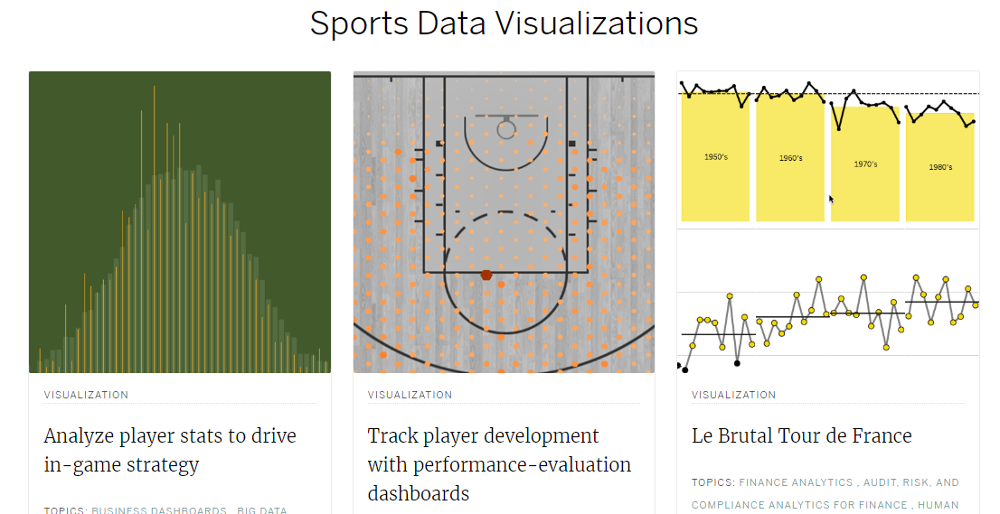 Sports Data Visualizations
1950's
1960's
1970's
1980's
VISUALIZATION
Analyze player stats to drive
in-game strategy
TOPICS: BUSINESS DASHBOARDS , BIG DATA
VISUALIZATION
Track player development
with performance-evaluation
dashboards
VISUALIZATION
Le Brutal Tour de France
TOPICS: FINANCE ANALYTICS , AUDIT, RISK, AND
COMPLIANCE ANALYTICS FOR FINANCE , HUMAN